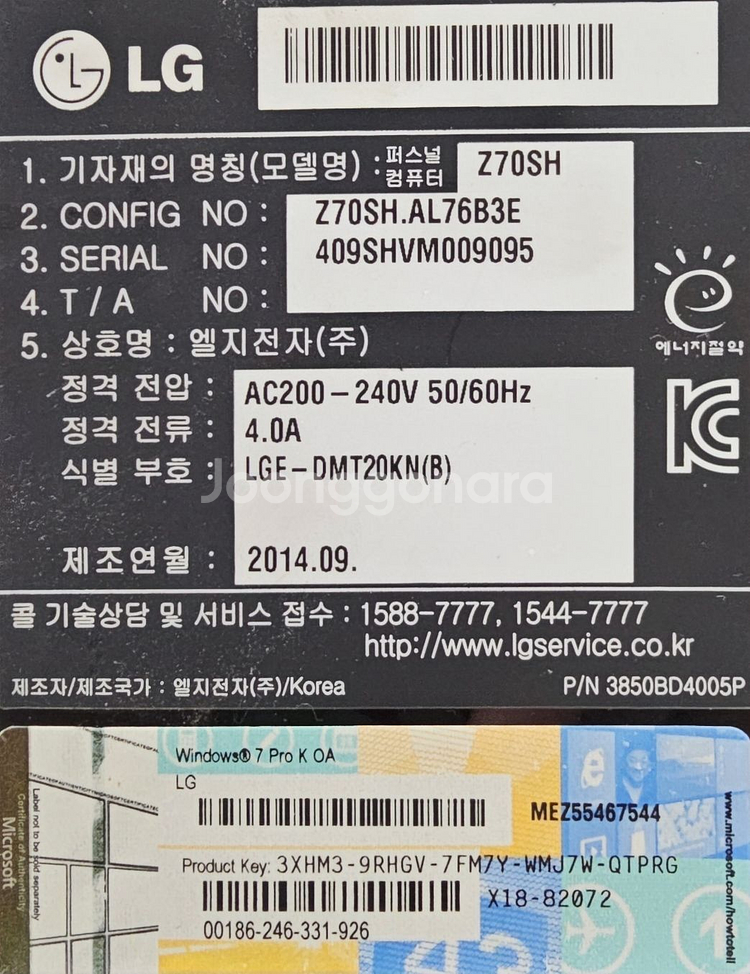 LG
1. 기자재의 명칭(모델명) : 퍼스널 컴퓨터 Z70SH
2. CONFIG NO : Z70SH.AL76B3E
3. SERIAL NO : 409SHVM009095
4. T / A NO :
에너지절약
5. 상호명 : 엘지전자(주)
정격 전압 : AC200-240V 50/60Hz
정격 전류 : 4.0A
식별 부호 : LGE-DMT20KN(B)
Joonggonara
제조연월 : 2014.09.
콜 기술상담 및 서비스 접수 : 1588-7777, 1544-7777
http://www.lgservice.co.kr
제조자/제조국가 : 엘지전자(주)/Korea P/N 3850BD4005P
Windows® 7 Pro K OA
LG
MEZ55467544
Product Key: 3XHM3-9RHGV-7FM7Y-WMJ7W-QTPRG
X18-82072
00186-246-331-926
Label not to be sold separately
Certificate of Authenticity
Microsoft
www.microsoft.com/howtotell